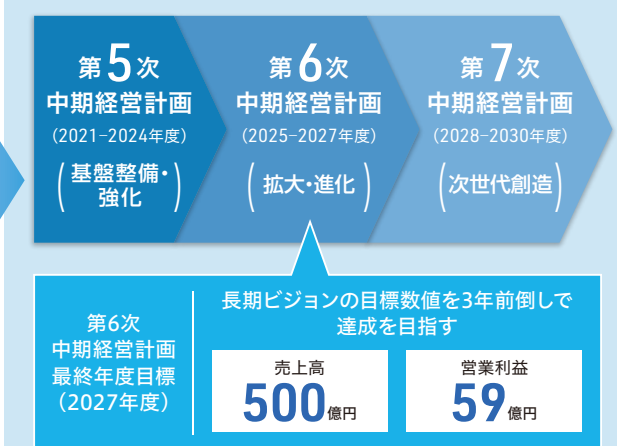 第5次
中期経営計画
（2021-2024年度）
（基盤整備・
強化）
第6次
中期経営計画
（2025-2027年度）
（拡大・進化）
第7次
中期経営計画
（2028-2030年度）
（次世代創造）
第6次
中期経営計画
最終年度目標
（2027年度）
長期ビジョンの目標数値を3年前倒しで
達成を目指す
売上高
500億円
営業利益
59億円